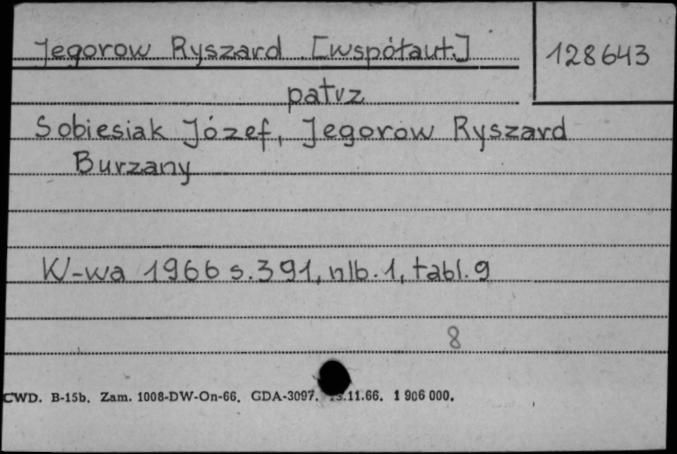 Jegorow Ryszard [współaut.]
128643
patrz
Sobiesiak Józef, Jegorow Ryszard
Burzany
W-wa 1966 s.391, nlb.1, tabl.9
8
CWD. B-15b. Zam. 1008-DW-On-66. GDA-3097. .11.66. 1 906 000.